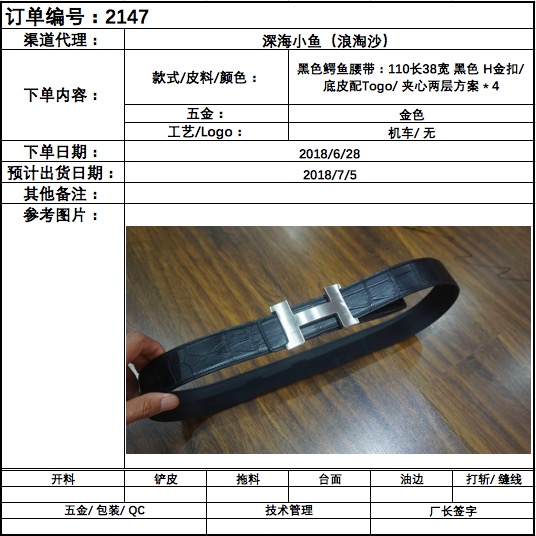 订单编号：2147
渠道代理： 深海小鱼（浪淘沙）
下单内容：
款式/皮料/颜色： 黑色鳄鱼腰带：110长38宽 黑色 H金扣/
底皮配Togo/ 夹心两层方案 * 4
五金： 金色
工艺/Logo： 机车/ 无
下单日期： 2018/6/28
预计出货日期： 2018/7/5
其他备注：
参考图片：
开料 铲皮 拖料 台面 油边 打斩/ 缝线
五金/ 包装/ QC 技术管理 厂长签字